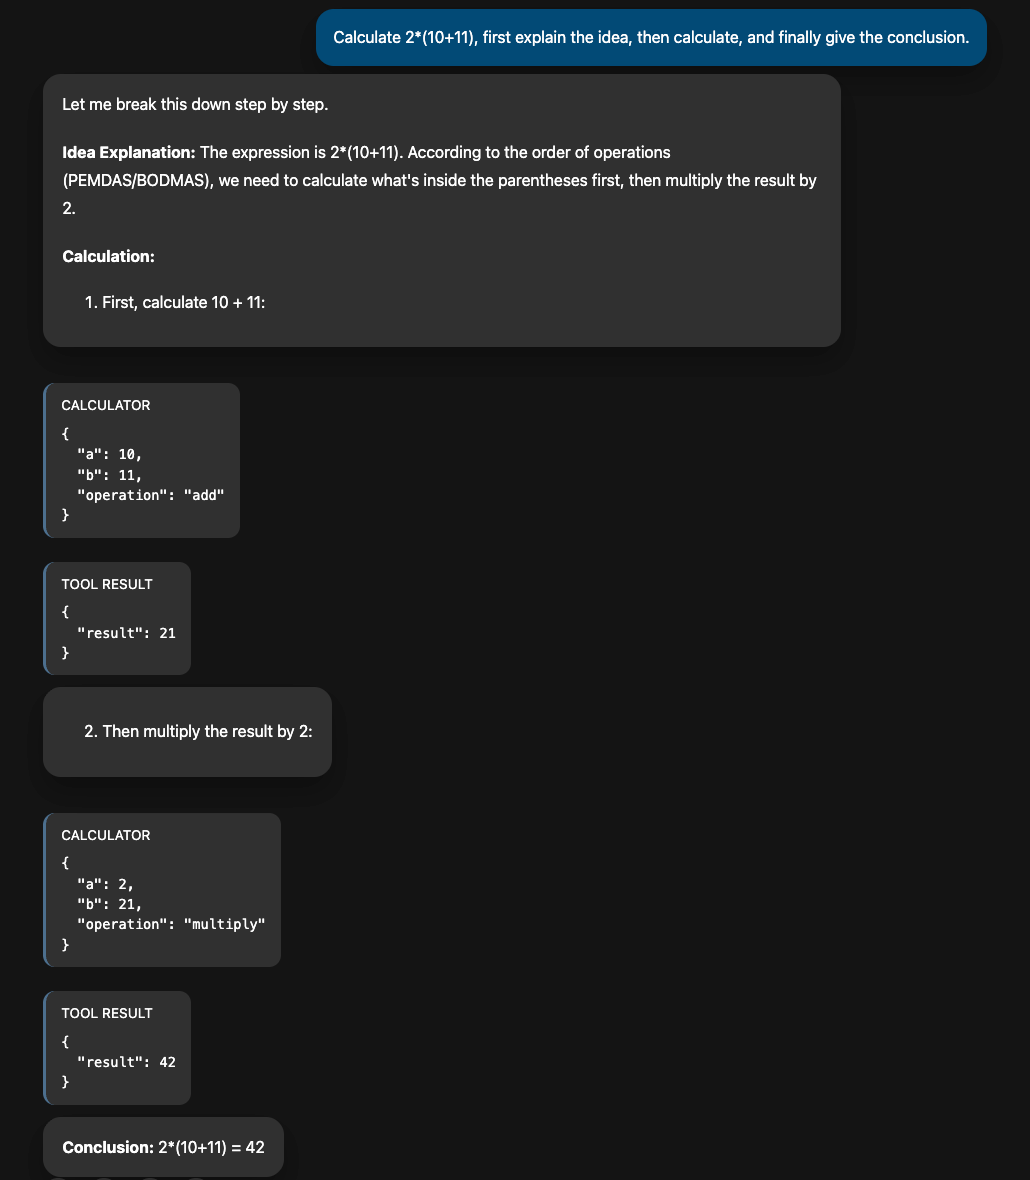 Calculate 2*(10+11), first explain the idea, then calculate, and finally give the conclusion.
Let me break this down step by step.
Idea Explanation: The expression is 2*(10+11). According to the order of operations
(PEMDAS/BODMAS), we need to calculate what's inside the parentheses first, then multiply the result by
2.
Calculation:
1. First, calculate 10 + 11:
CALCULATOR
{
  "a": 10,
  "b": 11,
  "operation": "add"
}
TOOL RESULT
{
  "result": 21
}
2. Then multiply the result by 2:
CALCULATOR
{
  "a": 2,
  "b": 21,
  "operation": "multiply"
}
TOOL RESULT
{
  "result": 42
}
Conclusion: 2*(10+11) = 42